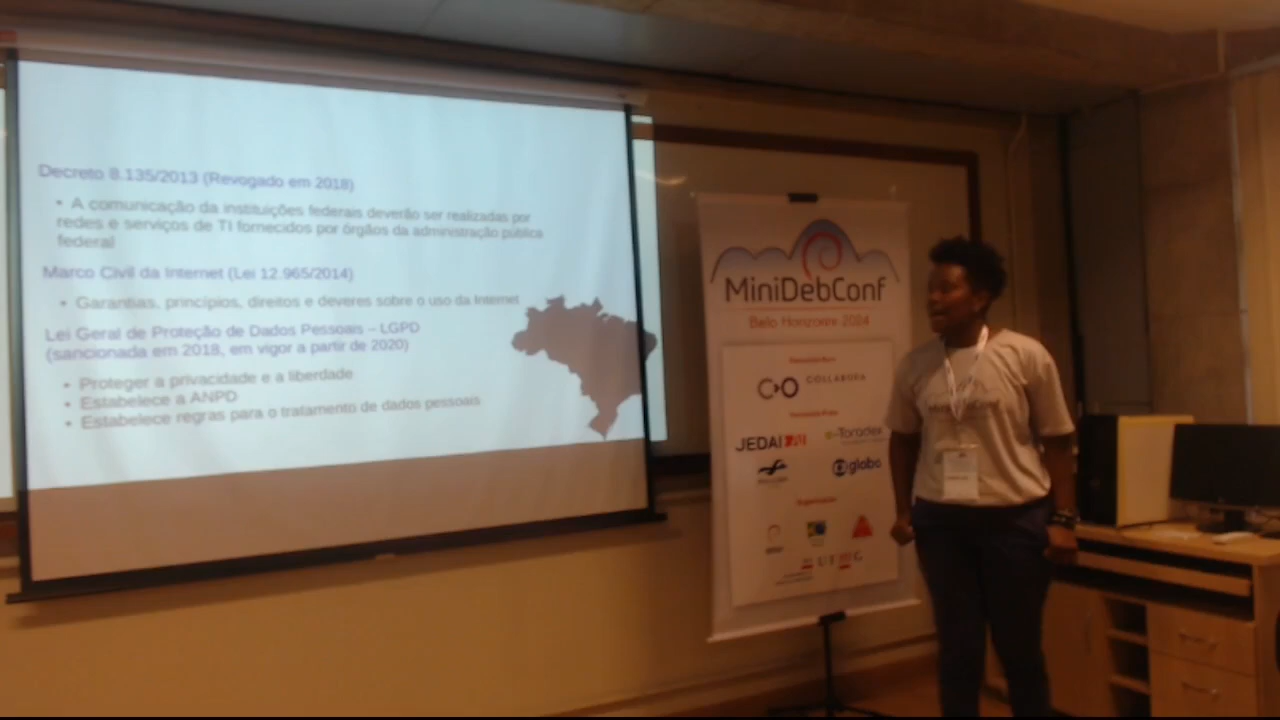 Decreto 8.135/2013 (Revogado em 2018)
• A comunicação da instituições federais deverão ser realizadas por
redes e serviços de TI fornecidos por órgãos da administração pública
federal
Marco Civil da Internet (Lei 12.965/2014)
• Garantias, princípios, direitos e deveres sobre o uso da Internet
Lei Geral de Proteção de Dados Pessoais – LGPD
(sancionada em 2018, em vigor a partir de 2020)
• Proteger a privacidade e a liberdade
• Estabelece a ANPD
• Estabelece regras para o tratamento de dados pessoais
MiniDebConf
Belo Horizonte 2024
COLLABORA
JEDAI
Toradex
globo